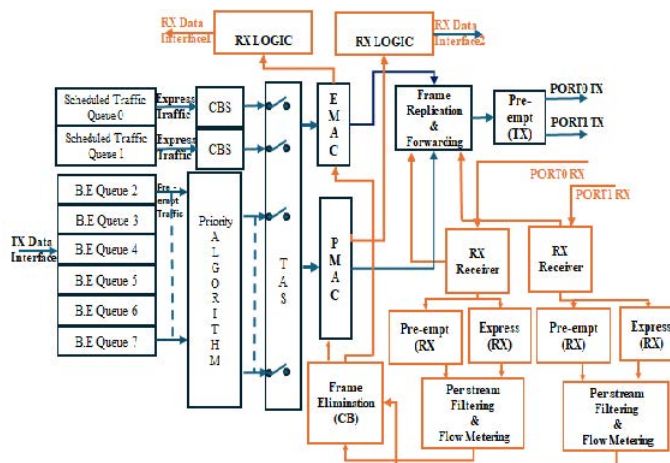 RX Data
Interface1
RX LOGIC
RX LOGIC
RX Data
Interface2
Scheduled Traffic
Queue 0
Express
Traffic
CBS
Scheduled Traffic
Queue 1
Express
Traffic
CBS
E
M
A
C
Frame
Replication
&
Forwarding
Pre-
empt
(TX)
PORT0 TX
PORT1 TX
PORT0 RX
PORT1 RX
B.E Queue 2
B.E Queue 3
B.E Queue 4
B.E Queue 5
B.E Queue 6
B.E Queue 7
Pre -
empt
Traffic
TX Data
Interface
Priority
A
L
G
O
R
I
T
H
M
T
A
S
P
M
A
C
RX
Receiver
RX
Receiver
Pre-empt
(RX)
Express
(RX)
Pre-empt
(RX)
Express
(RX)
Frame
Elimination
(CB)
Per stream
Filtering
&
Flow Metering
Per stream
Filtering
&
Flow Metering